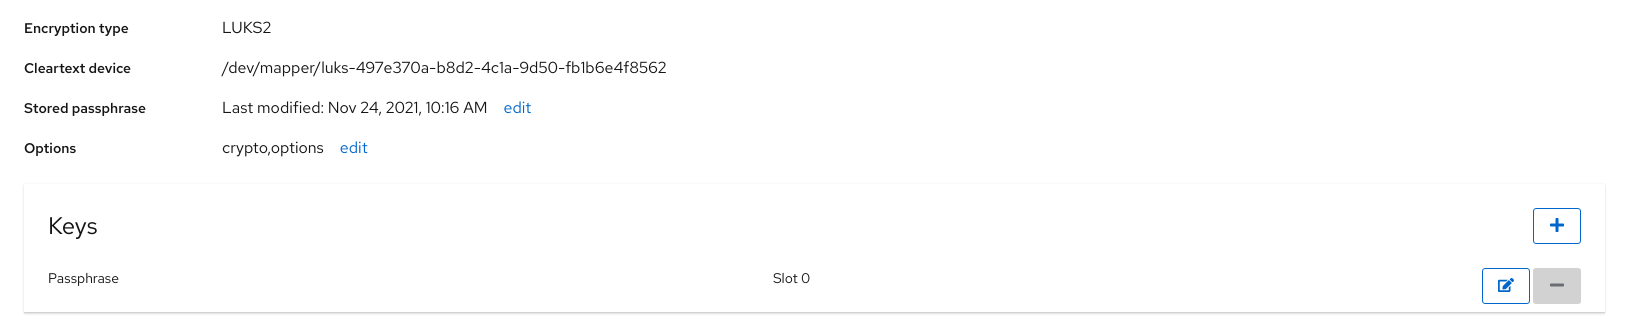 Encryption type LUKS2
Cleartext device /dev/mapper/luks-497e370a-b8d2-4c1a-9d50-fb1b6e4f8562
Stored passphrase Last modified: Nov 24, 2021, 10:16 AM edit
Options crypto,options edit
Keys
Passphrase Slot 0